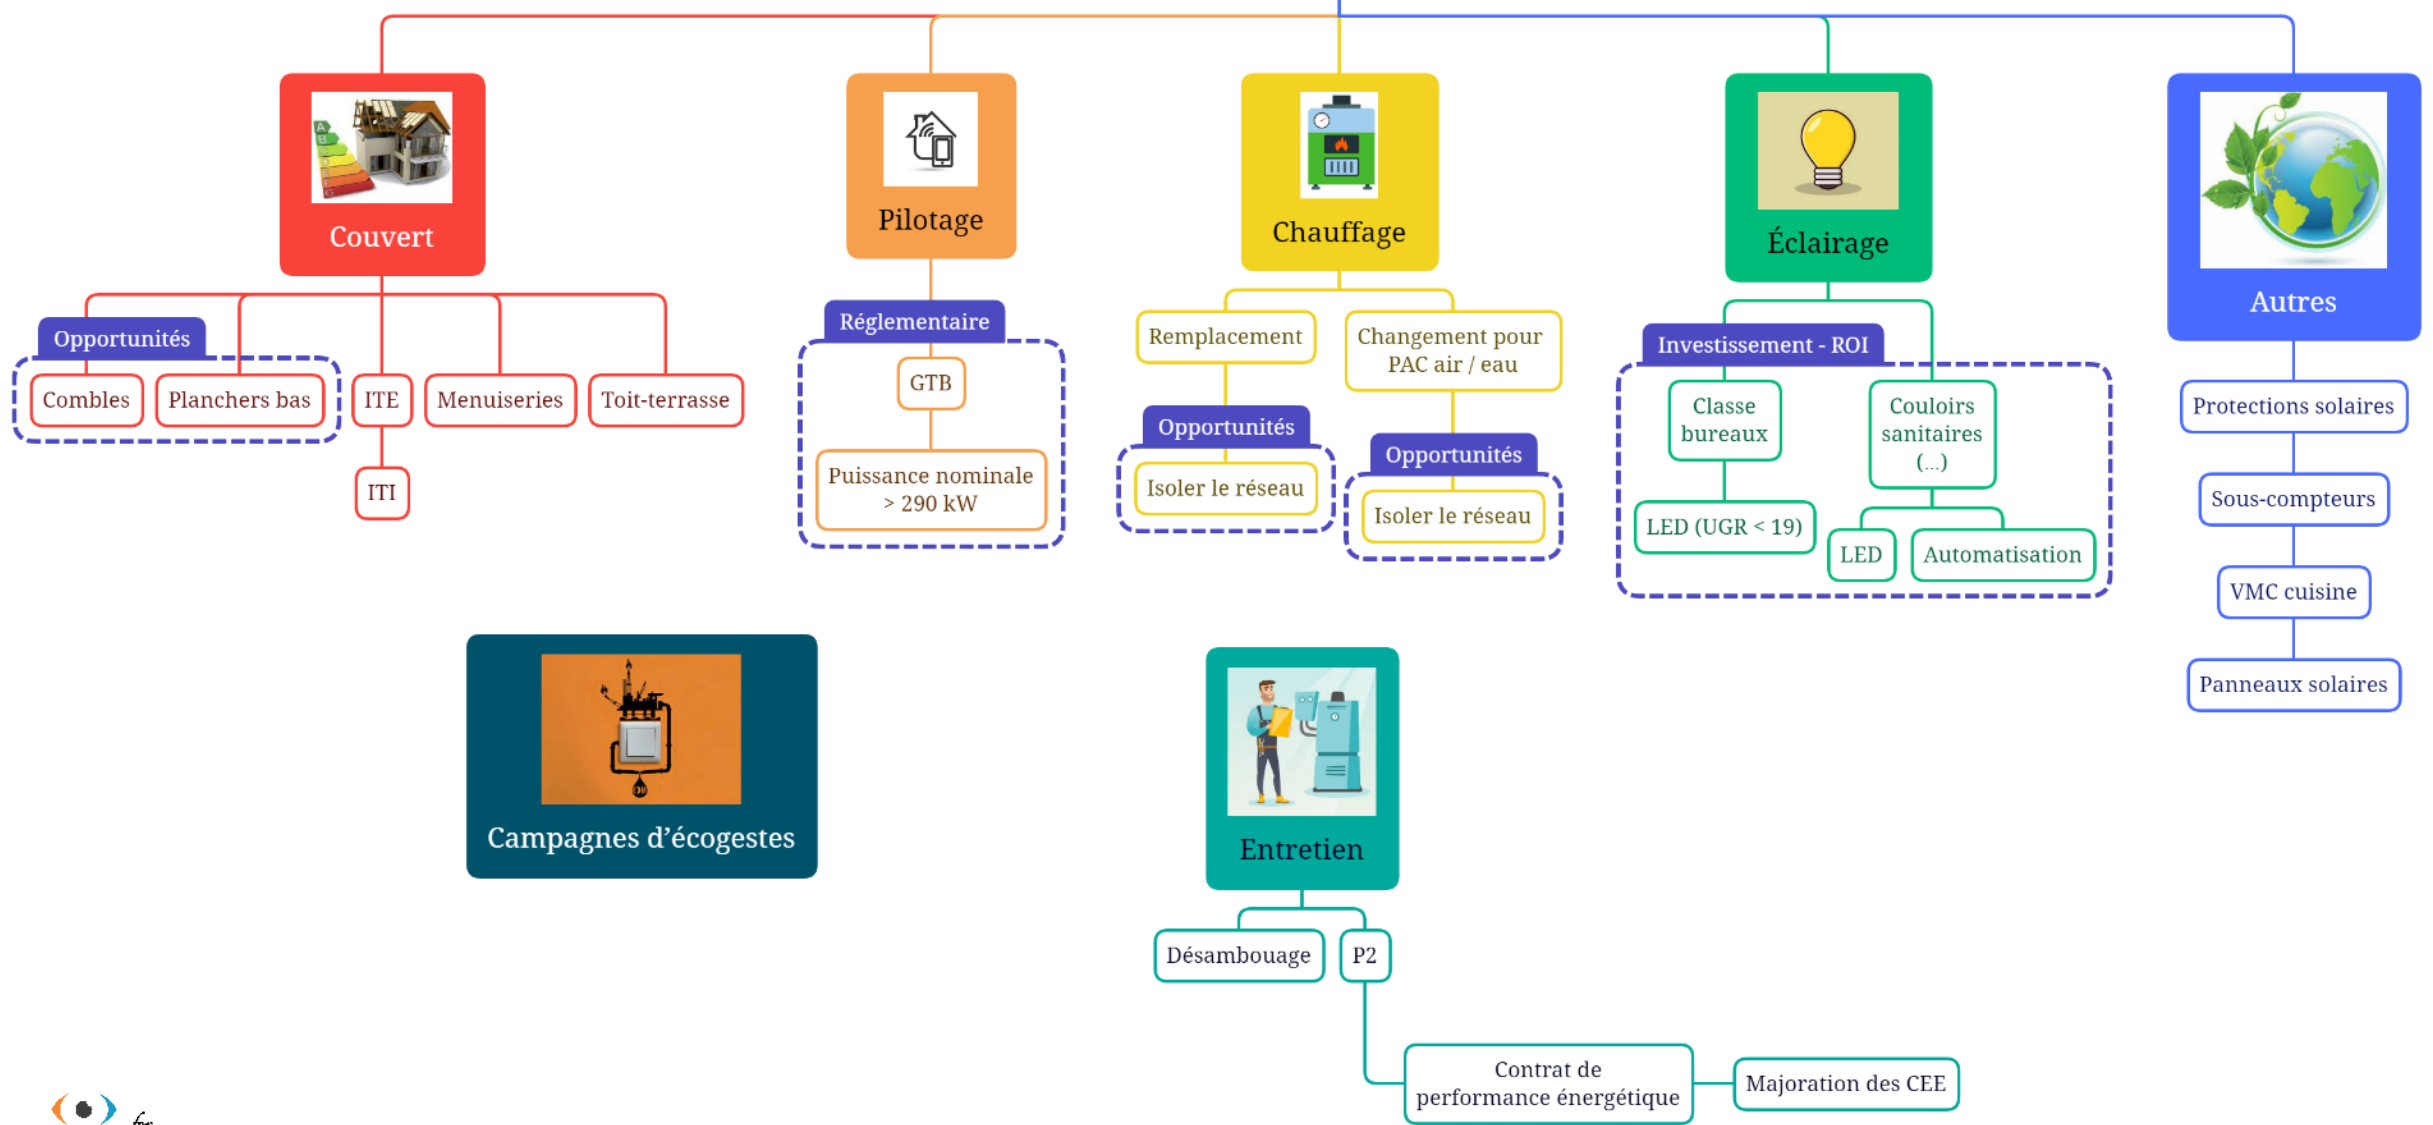 Couvert
Opportunités
Combles
Planchers bas
ITE
Menuiseries
Toit-terrasse
ITI
Pilotage
Réglementaire
GTB
Puissance nominale
> 290 kW
Chauffage
Remplacement
Opportunités
Isoler le réseau
Changement pour
PAC air / eau
Opportunités
Isoler le réseau
Éclairage
Investissement - ROI
Classe
bureaux
LED (UGR < 19)
Couloirs
sanitaires
(...)
LED
Automatisation
Autres
Protections solaires
Sous-compteurs
VMC cuisine
Panneaux solaires
Campagnes d’écogestes
Entretien
Désambouage
P2
Contrat de
performance énergétique
Majoration des CEE